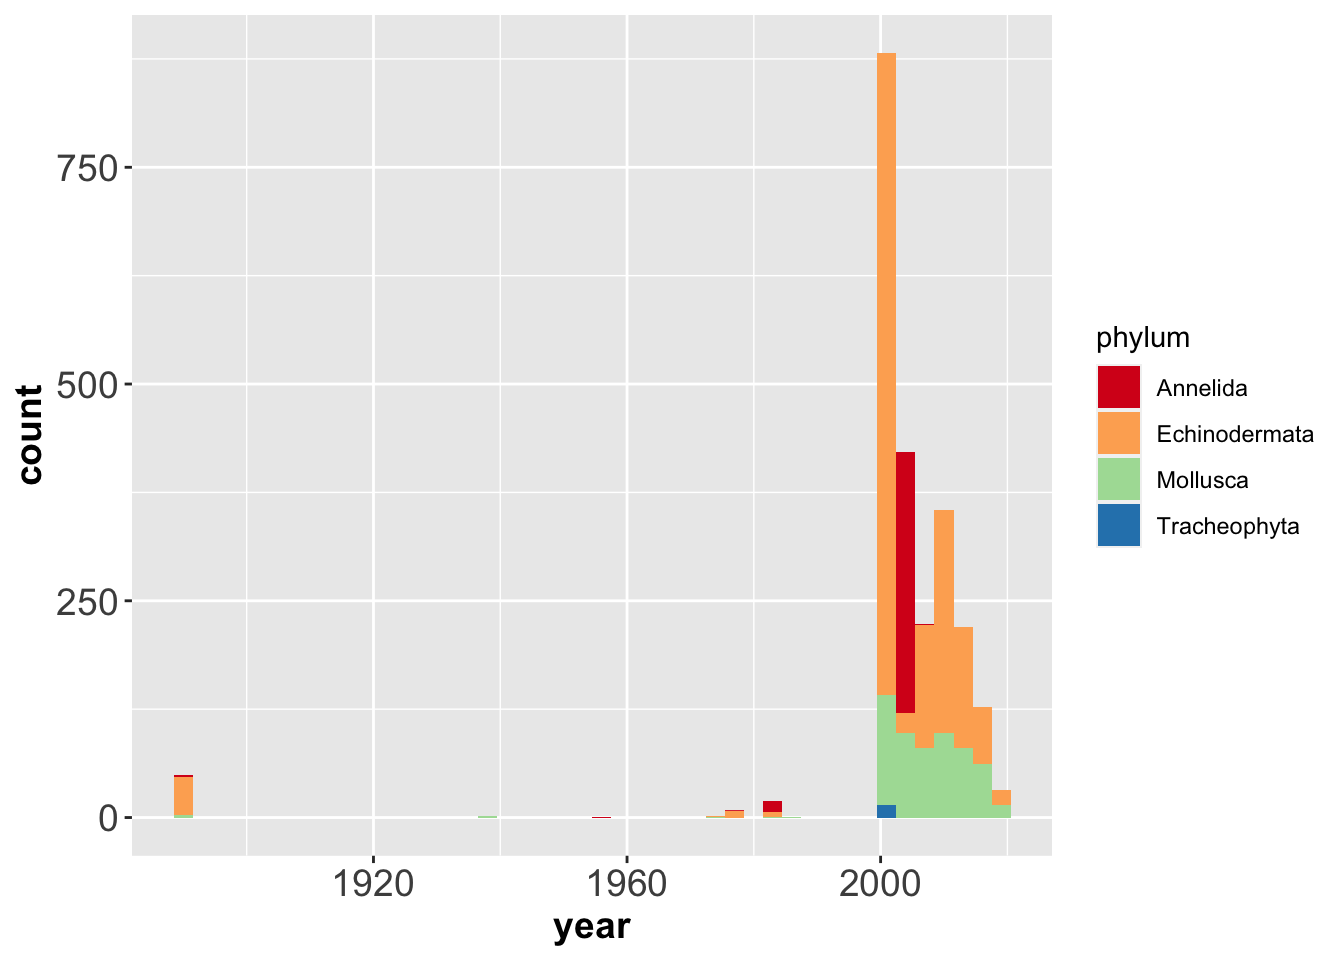 750
500
250
0
count
1920 1960 2000
year
phylum
Annelida
Echinodermata
Mollusca
Tracheophyta